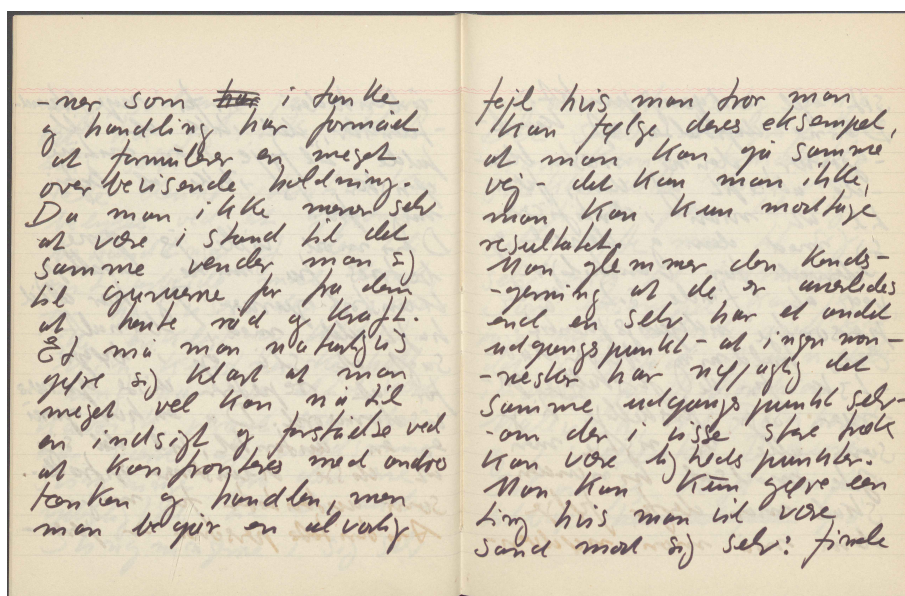 -ner som har i tanke
og handling har formået
at formulerer en meget
overbevisende holdning.
Da man ikke mener selv
at være i stand til det
samme vender man sig
til guruerne for fra dem
at hente råd og kraft.
Ét må man naturligvis
gøre sig klart at man
meget vel kan nå til
en indsigt og forståelse ved
at konfronteres med andres
tanken og handlen, men
man begår en alvorlig
fejl hvis man tror man
kan følge deres eksempel,
at man kan gå samme
vej - det kan man ikke,
man kan kun modtage
resultatet.
Man glemmer den kends-
-gerning at de er anderledes
end en selv har et andet
udgangspunkt - at ingen men-
-nesker har nøjagtig det
samme udgangspunkt selv-
-om der i visse store træk
kan være ligheds punkter.
Man kan kun gøre een
ting hvis man vil være
sand mod sig selv: finde